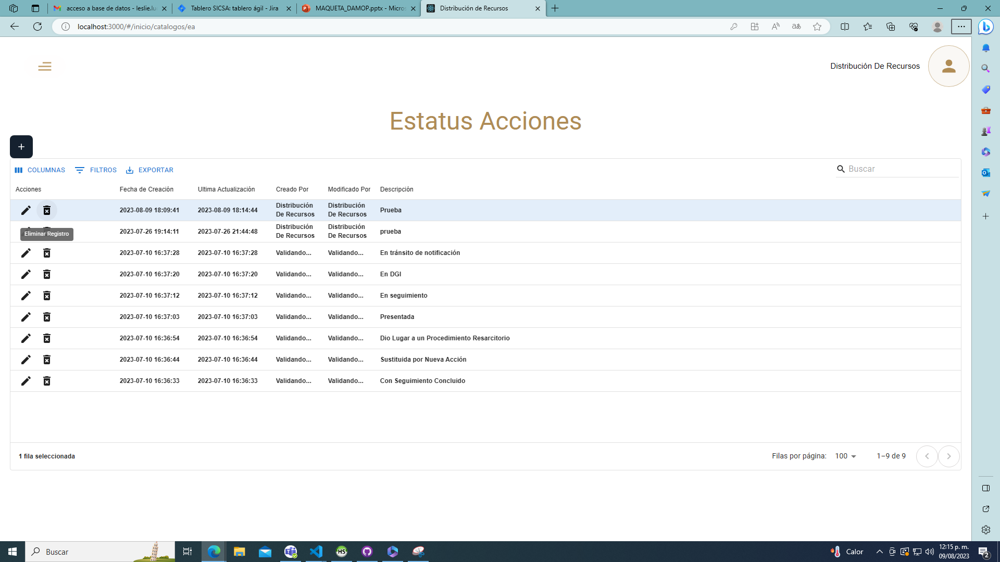 acceso a base de datos - leslie.lu
Tablero SICSA: tablero ágil - Jira
MAQUETA_DAMOP.pptx - Micros
Distribución de Recursos
localhost:3000/#/inicio/catalogos/ea
Distribución De Recursos
Estatus Acciones
+
COLUMNAS FILTROS EXPORTAR Buscar
Acciones Fecha de Creación Ultima Actualización Creado Por Modificado Por Descripción
2023-08-09 18:09:41 2023-08-09 18:14:44 Distribución De Recursos Distribución De Recursos Prueba
Eliminar Registro
2023-07-26 19:14:11 2023-07-26 21:44:48 Distribución De Recursos Distribución De Recursos prueba
2023-07-10 16:37:28 2023-07-10 16:37:28 Validando... Validando... En tránsito de notificación
2023-07-10 16:37:20 2023-07-10 16:37:20 Validando... Validando... En DGI
2023-07-10 16:37:12 2023-07-10 16:37:12 Validando... Validando... En seguimiento
2023-07-10 16:37:03 2023-07-10 16:37:03 Validando... Validando... Presentada
2023-07-10 16:36:54 2023-07-10 16:36:54 Validando... Validando... Dio Lugar a un Procedimiento Resarcitorio
2023-07-10 16:36:44 2023-07-10 16:36:44 Validando... Validando... Sustituida por Nueva Acción
2023-07-10 16:36:33 2023-07-10 16:36:33 Validando... Validando... Con Seguimiento Concluido
1 fila seleccionada Filas por página: 100 1–9 de 9
Buscar
HS
Calor
12:15 p. m.
09/08/2023
2